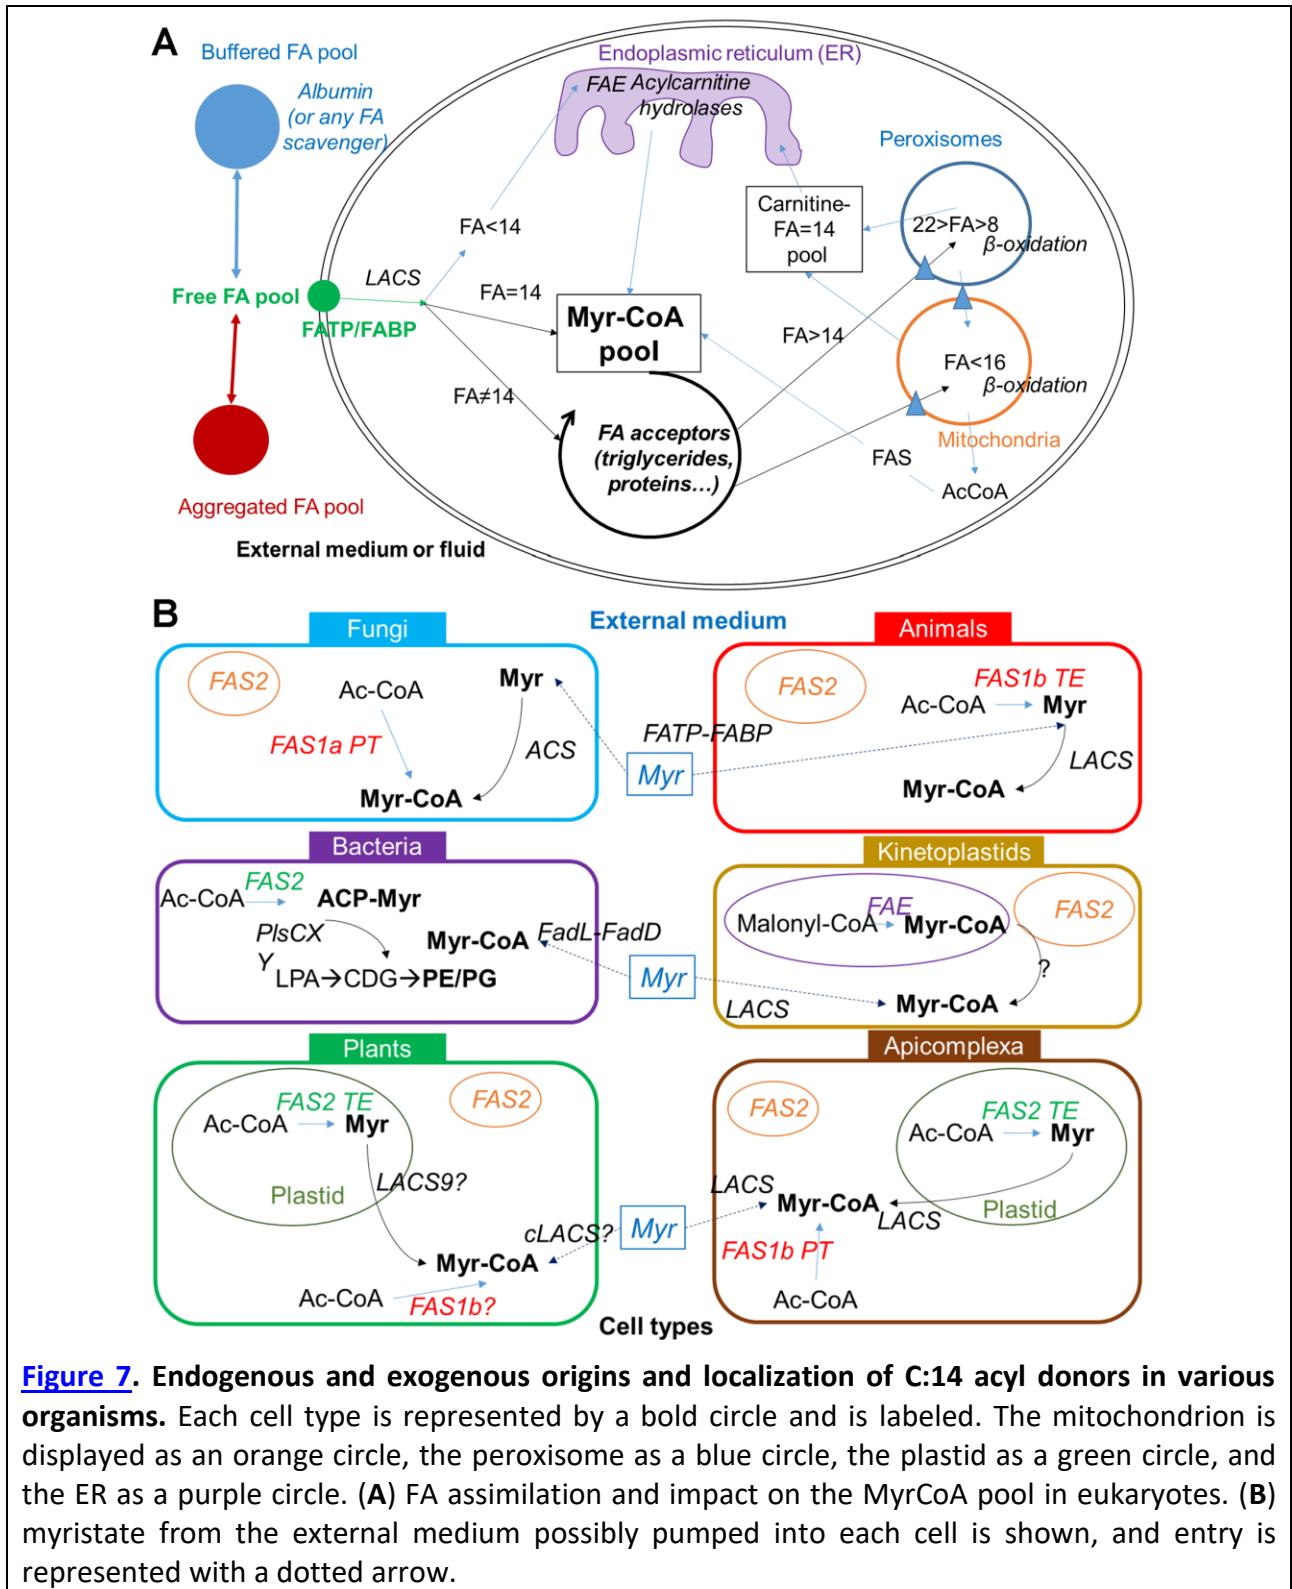 A
Buffered FA pool
Albumin
(or any FA
scavenger)
Free FA pool
FATP/FABP
Aggregated FA pool
External medium or fluid
Endoplasmic reticulum (ER)
FAE Acylcarnitine
hydrolases
Peroxisomes
22>FA>8
β-oxidation
Carnitine-
FA=14
pool
FA<14
LACS
FA=14
Myr-CoA
pool
FA>14
FA<16
β-oxidation
Mitochondria
FA≠14
FA acceptors
(triglycerides,
proteins...)
FAS
AcCoA
B
External medium
Fungi
FAS2
Ac-CoA
Myr
FAS1a PT
ACS
Myr-CoA
Animals
FAS2
FAS1b TE
Ac-CoA
Myr
LACS
Myr-CoA
FATP-FABP
Myr
Bacteria
Ac-CoA
FAS2
ACP-Myr
PlsCX
Y
LPA→CDG→PE/PG
Myr-CoA
FadL-FadD
Myr
LACS
Kinetoplastids
FAE
Malonyl-CoA
Myr-CoA
FAS2
?
Myr-CoA
Plants
FAS2 TE
Ac-CoA
Myr
FAS2
LACS9?
Plastid
cLACS?
Myr-CoA
Ac-CoA
FAS1b?
Myr
Apicomplexa
FAS2
FAS2 TE
Ac-CoA
Myr
LACS
Myr-CoA
LACS
Plastid
FAS1b PT
Ac-CoA
Cell types
Figure 7. Endogenous and exogenous origins and localization of C:14 acyl donors in various
organisms. Each cell type is represented by a bold circle and is labeled. The mitochondrion is
displayed as an orange circle, the peroxisome as a blue circle, the plastid as a green circle, and
the ER as a purple circle. (A) FA assimilation and impact on the MyrCoA pool in eukaryotes. (B)
myristate from the external medium possibly pumped into each cell is shown, and entry is
represented with a dotted arrow.